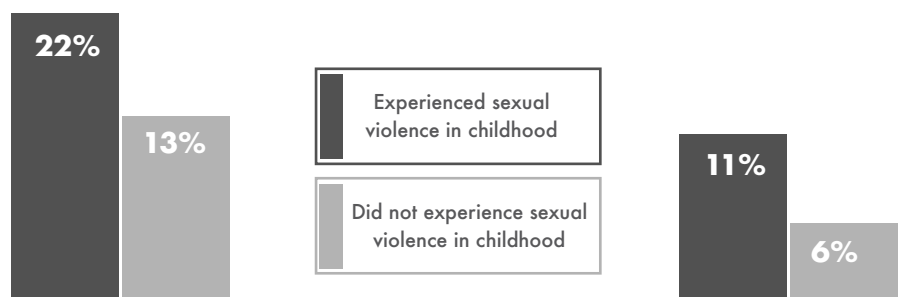 22%
13%
Experienced sexual
violence in childhood
Did not experience sexual
violence in childhood
11%
6%